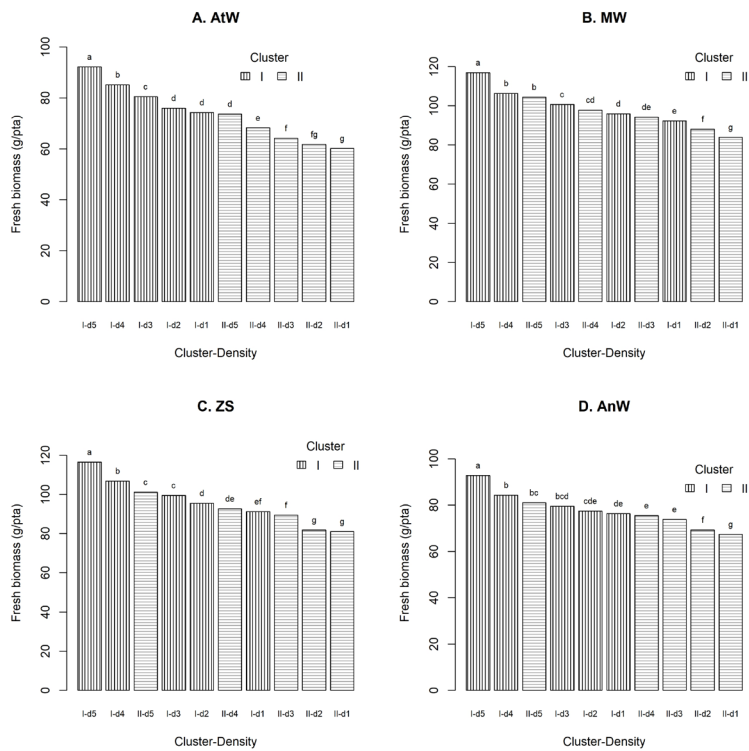 A. AtW
Fresh biomass (g/pta)
0 20 40 60 80 100
Cluster
I II
a b c d d d e f fg g
I-d5 I-d4 I-d3 I-d2 I-d1 II-d5 II-d4 II-d3 II-d2 II-d1
Cluster-Density
B. MW
Fresh biomass (g/pta)
0 20 40 60 80 100 120
Cluster
I II
a b b c cd d de e f g
I-d5 I-d4 II-d5 I-d3 II-d4 I-d2 II-d3 I-d1 II-d2 II-d1
Cluster-Density
C. ZS
Fresh biomass (g/pta)
0 20 40 60 80 100 120
Cluster
I II
a b c c d de ef f g g
I-d5 I-d4 II-d5 I-d3 I-d2 II-d4 I-d1 II-d3 II-d2 II-d1
Cluster-Density
D. AnW
Fresh biomass (g/pta)
0 20 40 60 80 100
Cluster
I II
a b bc bcd cde de e e f g
I-d5 I-d4 II-d5 I-d3 I-d2 I-d1 II-d4 II-d3 II-d2 II-d1
Cluster-Density